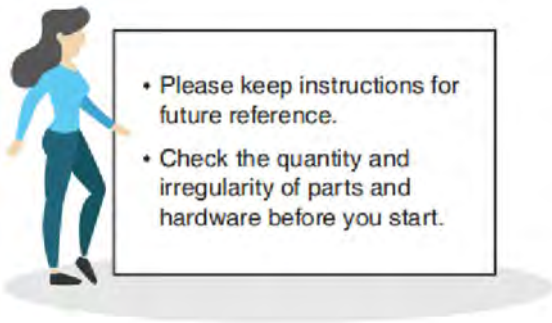 • Please keep instructions for
future reference.
• Check the quantity and
irregularity of parts and
hardware before you start.